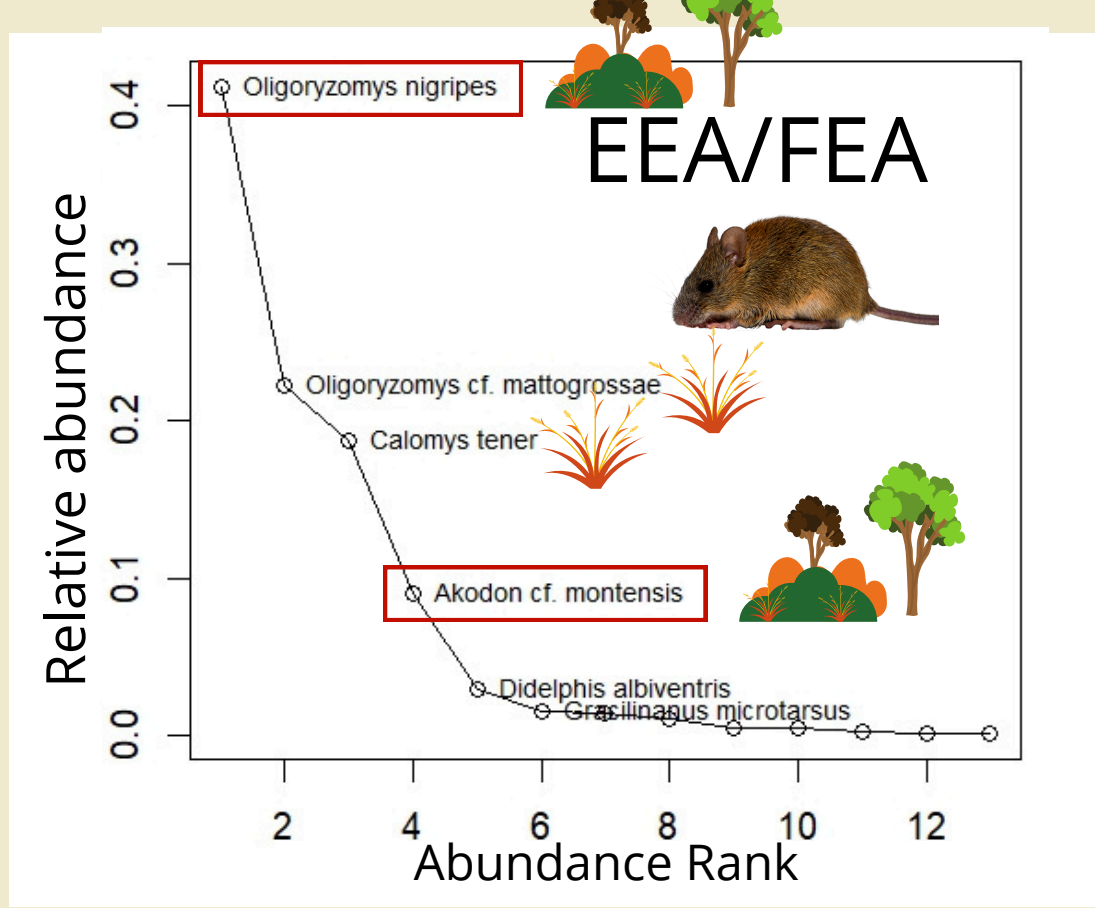 0.4
Oligoryzomys nigripes
EEA/FEA
0.3
Relative abundance
Oligoryzomys cf. mattogrossae
0.2
Calomys tener
0.1
Akodon cf. montensis
Didelphis albiventris
Grasilinanus microtarsus
0.0
2 4 6 8 10 12
Abundance Rank